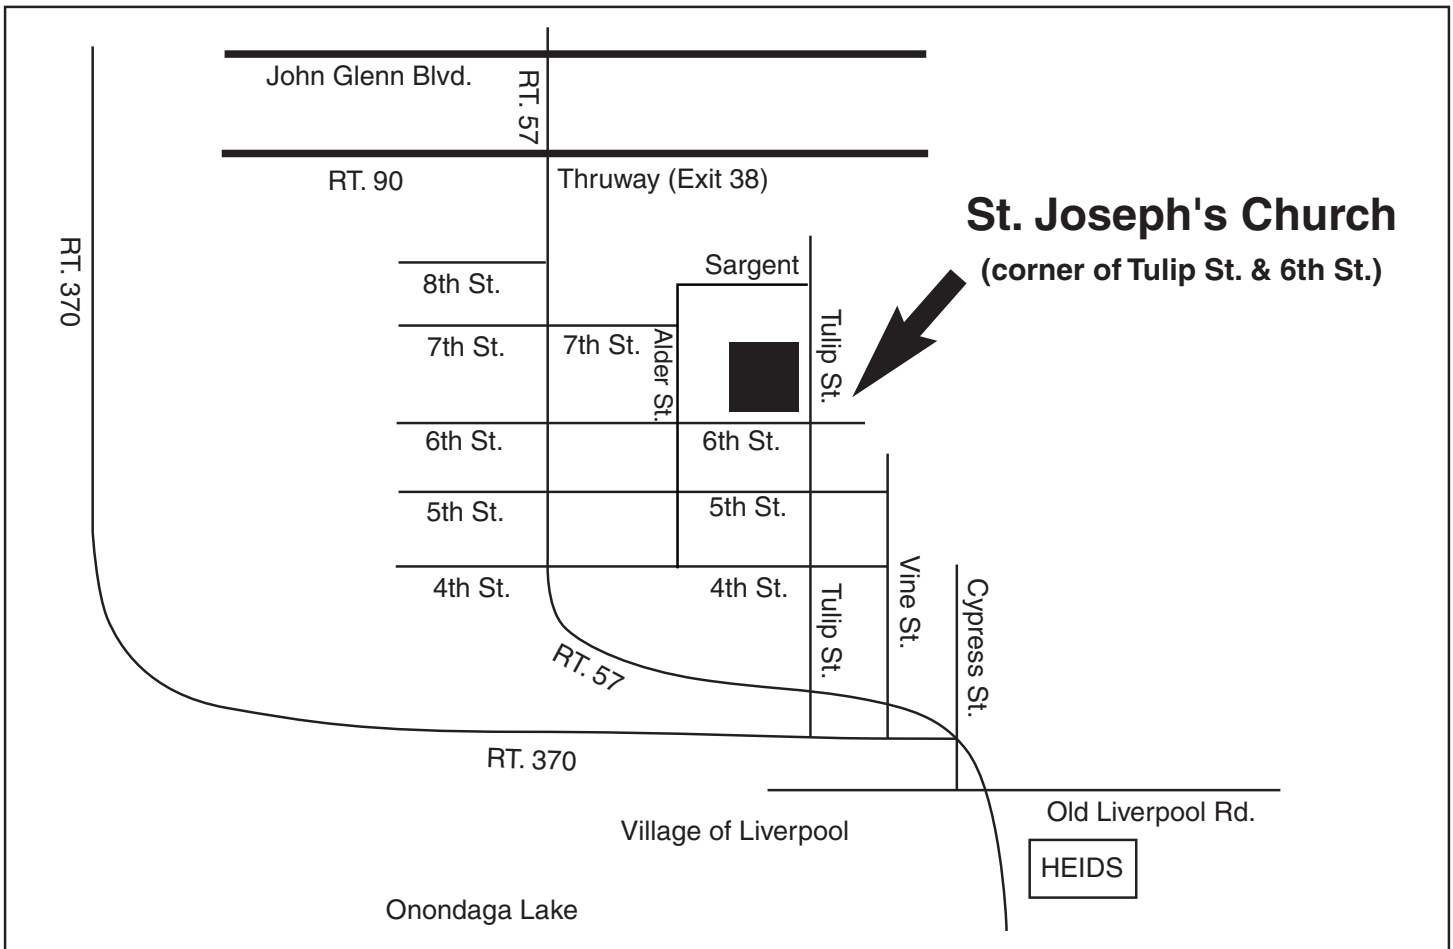 John Glenn Blvd.
RT. 57
RT. 90
Thruway (Exit 38)
St. Joseph's Church
(corner of Tulip St. & 6th St.)
RT. 370
Sargent
8th St.
7th St.
7th St.
Alder St.
Tulip St.
6th St.
6th St.
5th St.
5th St.
4th St.
4th St.
Tulip St.
Vine St.
Cypress St.
RT. 57
RT. 370
Old Liverpool Rd.
Village of Liverpool
HEIDS
Onondaga Lake